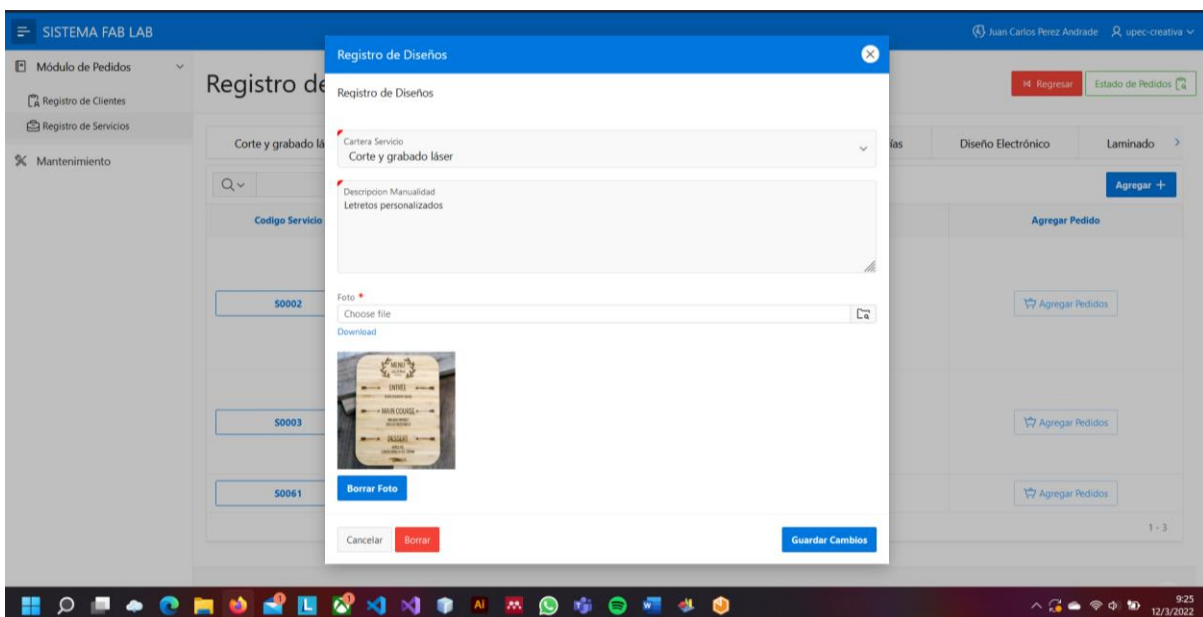 SISTEMA FAB LAB
Juan Carlos Perez Andrade
upec-creativa
Módulo de Pedidos
Registro de Clientes
Registro de Servicios
Mantenimiento
Registro de
Regresar
Estado de Pedidos
Corte y grabado lá
ías
Diseño Electrónico
Laminado
Agregar +
Codigo Servicio
Agregar Pedido
S0002
Agregar Pedidos
S0003
Agregar Pedidos
S0061
Agregar Pedidos
1 - 3
Registro de Diseños
Registro de Diseños
Cartera Servicio
Corte y grabado láser
Descripcion Manualidad
Letretos personalizados
Foto *
Choose file
Download
MENU
ENTREE
MAIN COURSE
DESSERT
Borrar Foto
Cancelar
Borrar
Guardar Cambios
9:25
12/3/2022